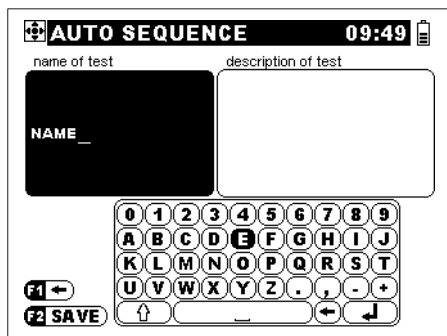 AUTO SEQUENCE 09:49
name of test
description of test
NAME_
0 1 2 3 4 5 6 7 8 9
A B C D E F G H I J
K L M N O P Q R S T
U V W X Y Z . , - +
F1 ←
F2 SAVE